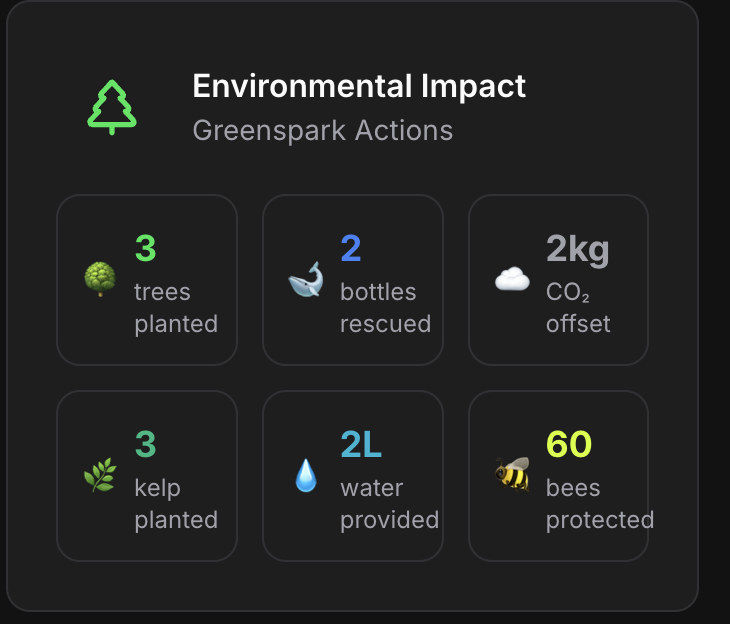 Environmental Impact
Greenspark Actions
3
trees
planted
2
bottles
rescued
2kg
CO₂
offset
3
kelp
planted
2L
water
provided
60
bees
protected